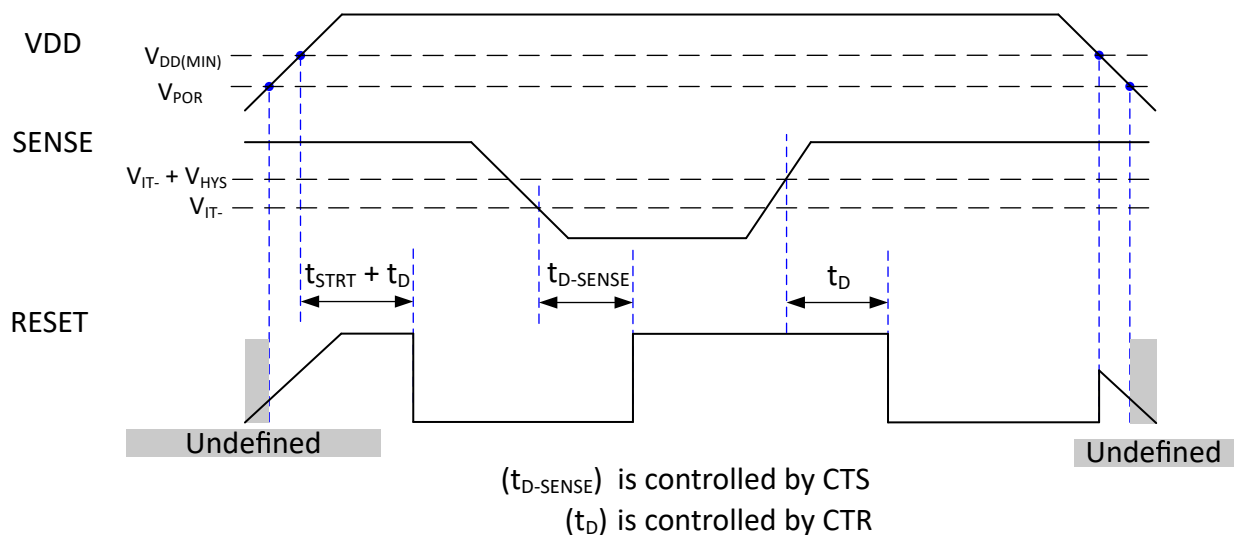 VDD
V_DD(MIN)
V_POR
SENSE
V_IT- + V_HYS
V_IT-
t_STRT + t_D
t_D-SENSE
t_D
RESET
Undefined
Undefined
(t_D-SENSE) is controlled by CTS
(t_D) is controlled by CTR